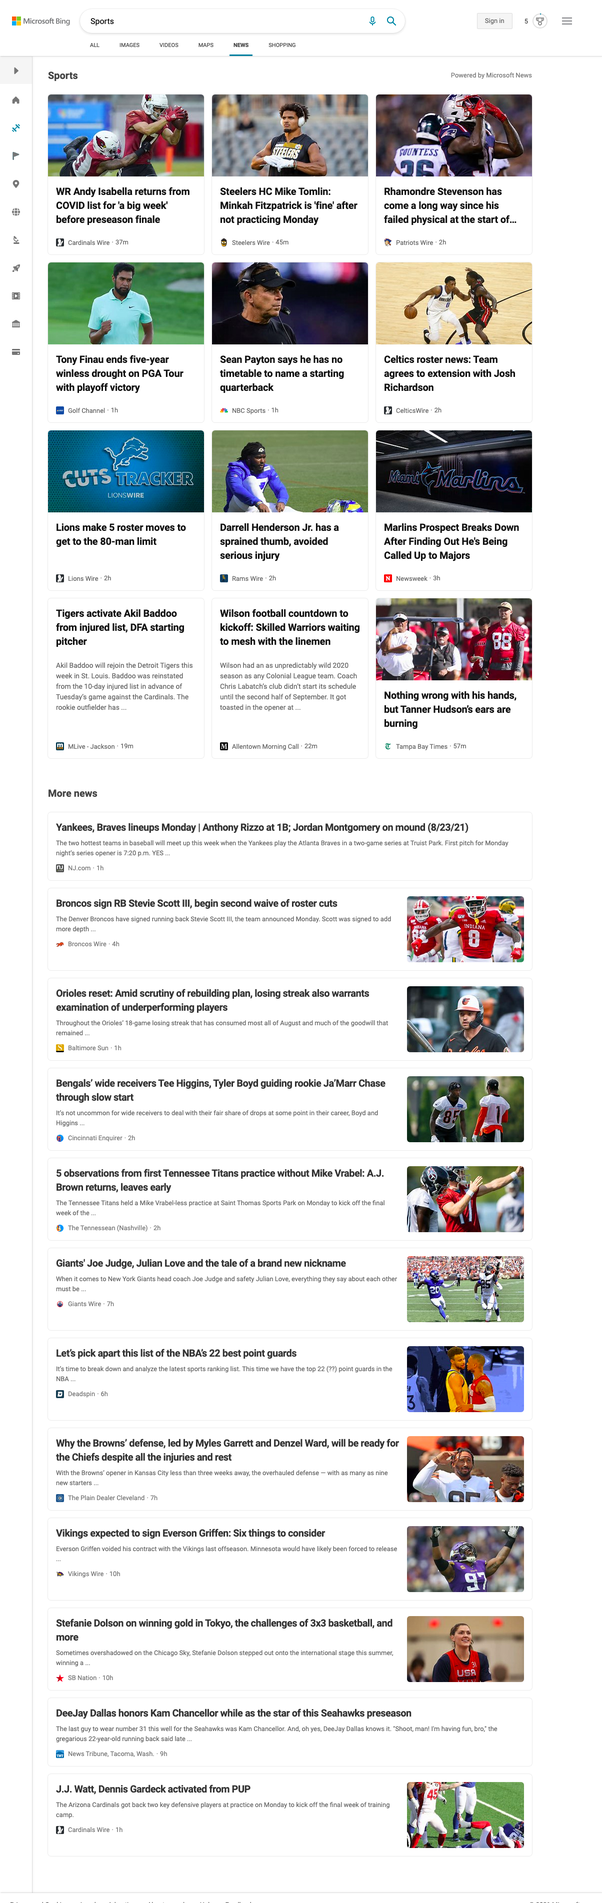 Microsoft Bing
Sports
Sign in
5
ALL
IMAGES
VIDEOS
MAPS
NEWS
SHOPPING
Sports
Powered by Microsoft News
WR Andy Isabella returns from
COVID list for 'a big week'
before preseason finale
Cardinals Wire · 37m
STEELERS
Steelers HC Mike Tomlin:
Minkah Fitzpatrick is 'fine' after
not practicing Monday
Steelers Wire · 45m
COUNTESS
Rhamondre Stevenson has
come a long way since his
failed physical at the start of...
Patriots Wire · 2h
Tony Finau ends five-year
winless drought on PGA Tour
with playoff victory
Golf Channel · 1h
Sean Payton says he has no
timetable to name a starting
quarterback
NBC Sports · 1h
Celtics roster news: Team
agrees to extension with Josh
Richardson
CelticsWire · 2h
CUTS TRACKER
LIONSWIRE
Lions make 5 roster moves to
get to the 80-man limit
Lions Wire · 2h
Darrell Henderson Jr. has a
sprained thumb, avoided
serious injury
Rams Wire · 2h
Miami Marlins
Marlins Prospect Breaks Down
After Finding Out He's Being
Called Up to Majors
Newsweek · 3h
Tigers activate Akil Baddoo
from injured list, DFA starting
pitcher
Akil Baddoo will rejoin the Detroit Tigers this
week in St. Louis. Baddoo was reinstated
from the 10-day injured list in advance of
Tuesday's game against the Cardinals. The
rookie outfielder has ...
MLive - Jackson · 19m
Wilson football countdown to
kickoff: Skilled Warriors waiting
to mesh with the linemen
Wilson had an as unpredictably wild 2020
season as any Colonial League team. Coach
Chris Labatch's club didn't start its schedule
until the second half of September. It got
toasted in the opener at ...
Allentown Morning Call · 22m
88
Nothing wrong with his hands,
but Tanner Hudson's ears are
burning
Tampa Bay Times · 57m
More news
Yankees, Braves lineups Monday | Anthony Rizzo at 1B; Jordan Montgomery on mound (8/23/21)
The two hottest teams in baseball will meet up this week when the Yankees play the Atlanta Braves in a two-game series at Truist Park. First pitch for Monday
night's series opener is 7:20 p.m. YES ...
NJ.com · 1h
Broncos sign RB Stevie Scott III, begin second waive of roster cuts
The Denver Broncos have signed running back Stevie Scott III, the team announced Monday. Scott was signed to add
more depth ...
Broncos Wire · 4h
INDIANA
8
Orioles reset: Amid scrutiny of rebuilding plan, losing streak also warrants
examination of underperforming players
Throughout the Orioles' 18-game losing streak that has consumed most all of August and much of the goodwill that
remained ...
Baltimore Sun · 1h
Bengals' wide receivers Tee Higgins, Tyler Boyd guiding rookie Ja'Marr Chase
through slow start
It's not uncommon for wide receivers to deal with their fair share of drops at some point in their career, Boyd and
Higgins ...
Cincinnati Enquirer · 2h
85
1
5 observations from first Tennessee Titans practice without Mike Vrabel: A.J.
Brown returns, leaves early
The Tennessee Titans held a Mike Vrabel-less practice at Saint Thomas Sports Park on Monday to kick off the final
week of the ...
The Tennessean (Nashville) · 2h
Giants' Joe Judge, Julian Love and the tale of a brand new nickname
When it comes to New York Giants head coach Joe Judge and safety Julian Love, everything they say about each other
must be ...
Giants Wire · 7h
Let's pick apart this list of the NBA's 22 best point guards
It's time to break down and analyze the latest sports ranking list. This time we have the top 22 (??) point guards in the
NBA ...
Deadspin · 6h
Why the Browns' defense, led by Myles Garrett and Denzel Ward, will be ready for
the Chiefs despite all the injuries and rest
With the Browns' opener in Kansas City less than three weeks away, the overhauled defense — with as many as nine
new starters ...
The Plain Dealer Cleveland · 7h
95
Vikings expected to sign Everson Griffen: Six things to consider
Everson Griffen voided his contract with the Vikings last offseason. Minnesota would have likely been forced to release
...
Vikings Wire · 10h
97
Stefanie Dolson on winning gold in Tokyo, the challenges of 3x3 basketball, and
more
Sometimes overshadowed on the Chicago Sky, Stefanie Dolson stepped out onto the international stage this summer,
winning a ...
SB Nation · 10h
USA
DeeJay Dallas honors Kam Chancellor while as the star of this Seahawks preseason
The last guy to wear number 31 this well for the Seahawks was Kam Chancellor. And, oh yes, DeeJay Dallas knows it. "Shoot, man! I'm having fun, bro," the
gregarious 22-year-old running back said late ...
News Tribune, Tacoma, Wash. · 9h
J.J. Watt, Dennis Gardeck activated from PUP
The Arizona Cardinals got back two key defensive players at practice on Monday to kick off the final week of training
camp.
Cardinals Wire · 1h
45